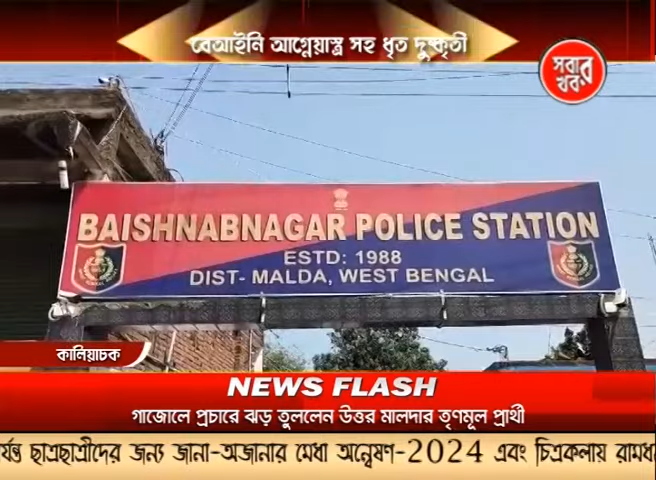 বেআইনি আগ্নেয়াস্ত্র সহ ধৃত দুষ্কৃতী
সবার
খবর
BAISHNABNAGAR POLICE STATION
ESTD: 1988
DIST- MALDA, WEST BENGAL
কালিয়াচক
NEWS FLASH
গাজোলে প্রচারে ঝড় তুললেন উত্তর মালদার তৃণমূল প্রার্থী
ছাত্রছাত্রীদের জন্য জানা-অজানার মেধা অন্বেষণ-2024 এবং চিত্রকলায়